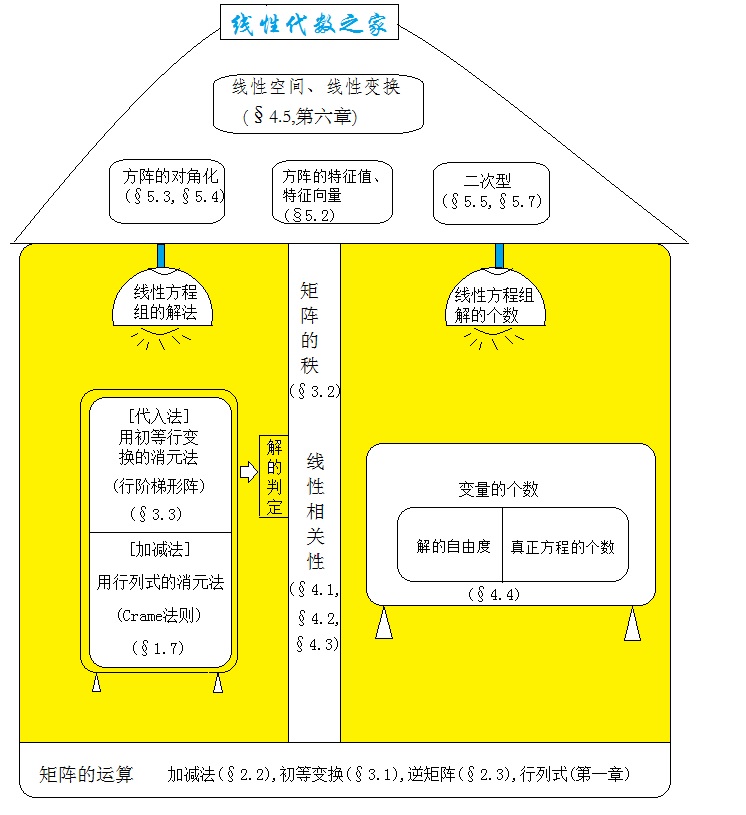 线性代数之家
线性空间、线性变换
(§4.5,第六章)
方阵的对角化
(§5.3,§5.4)
方阵的特征值、
特征向量
(§5.2)
二次型
(§5.5,§5.7)
线性方程
组的解法
矩阵的秩
(§3.2)
线性方程组
解的个数
[代入法]
用初等行变
换的消元法
(行阶梯形阵)
(§3.3)
[加减法]
用行列式的消元法
(Crame法则)
(§1.7)
解的判定
线性相关性
(§4.1,
§4.2,
§4.3)
变量的个数
解的自由度
真正方程的个数
(§4.4)
矩阵的运算 加减法(§2.2),初等变换(§3.1),逆矩阵(§2.3),行列式(第一章)